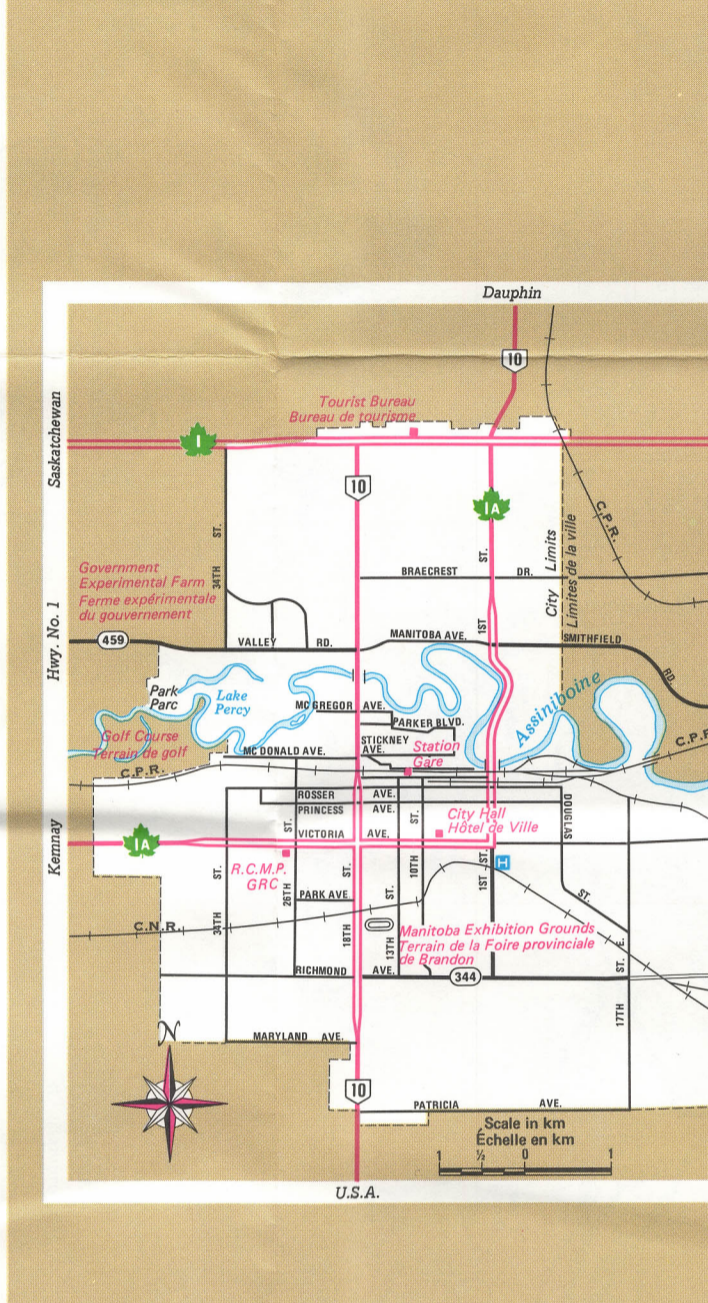 Dauphin
10
Tourist Bureau
Bureau de tourisme
Saskatchewan
1
10
1A
C.P.R.
34TH ST.
1ST ST.
City Limits
Limites de la ville
BRAECREST DR.
Government
Experimental Farm
Ferme expérimentale
du gouvernement
Hwy. No. 1
459
VALLEY RD.
MANITOBA AVE.
SMITHFIELD RD.
Park
Parc
Lake
Percy
Assiniboine
MC GREGOR AVE.
PARKER BLVD.
Golf Course
Terrain de golf
STICKNEY
AVE.
MC DONALD AVE.
Station
Gare
C.P.R.
C.P.R.
ROSSER AVE.
PRINCESS AVE.
City Hall
Hôtel de Ville
DOUGLAS ST.
VICTORIA AVE.
Kemnay
1A
R.C.M.P.
GRC
34TH ST.
26TH ST.
18TH ST.
13TH ST.
10TH ST.
1ST ST.
H
PARK AVE.
C.N.R.
Manitoba Exhibition Grounds
Terrain de la Foire provinciale
de Brandon
RICHMOND AVE.
344
17TH ST. E.
N
MARYLAND AVE.
10
PATRICIA AVE.
Scale in km
Échelle en km
1 ½ 0 1
U.S.A.